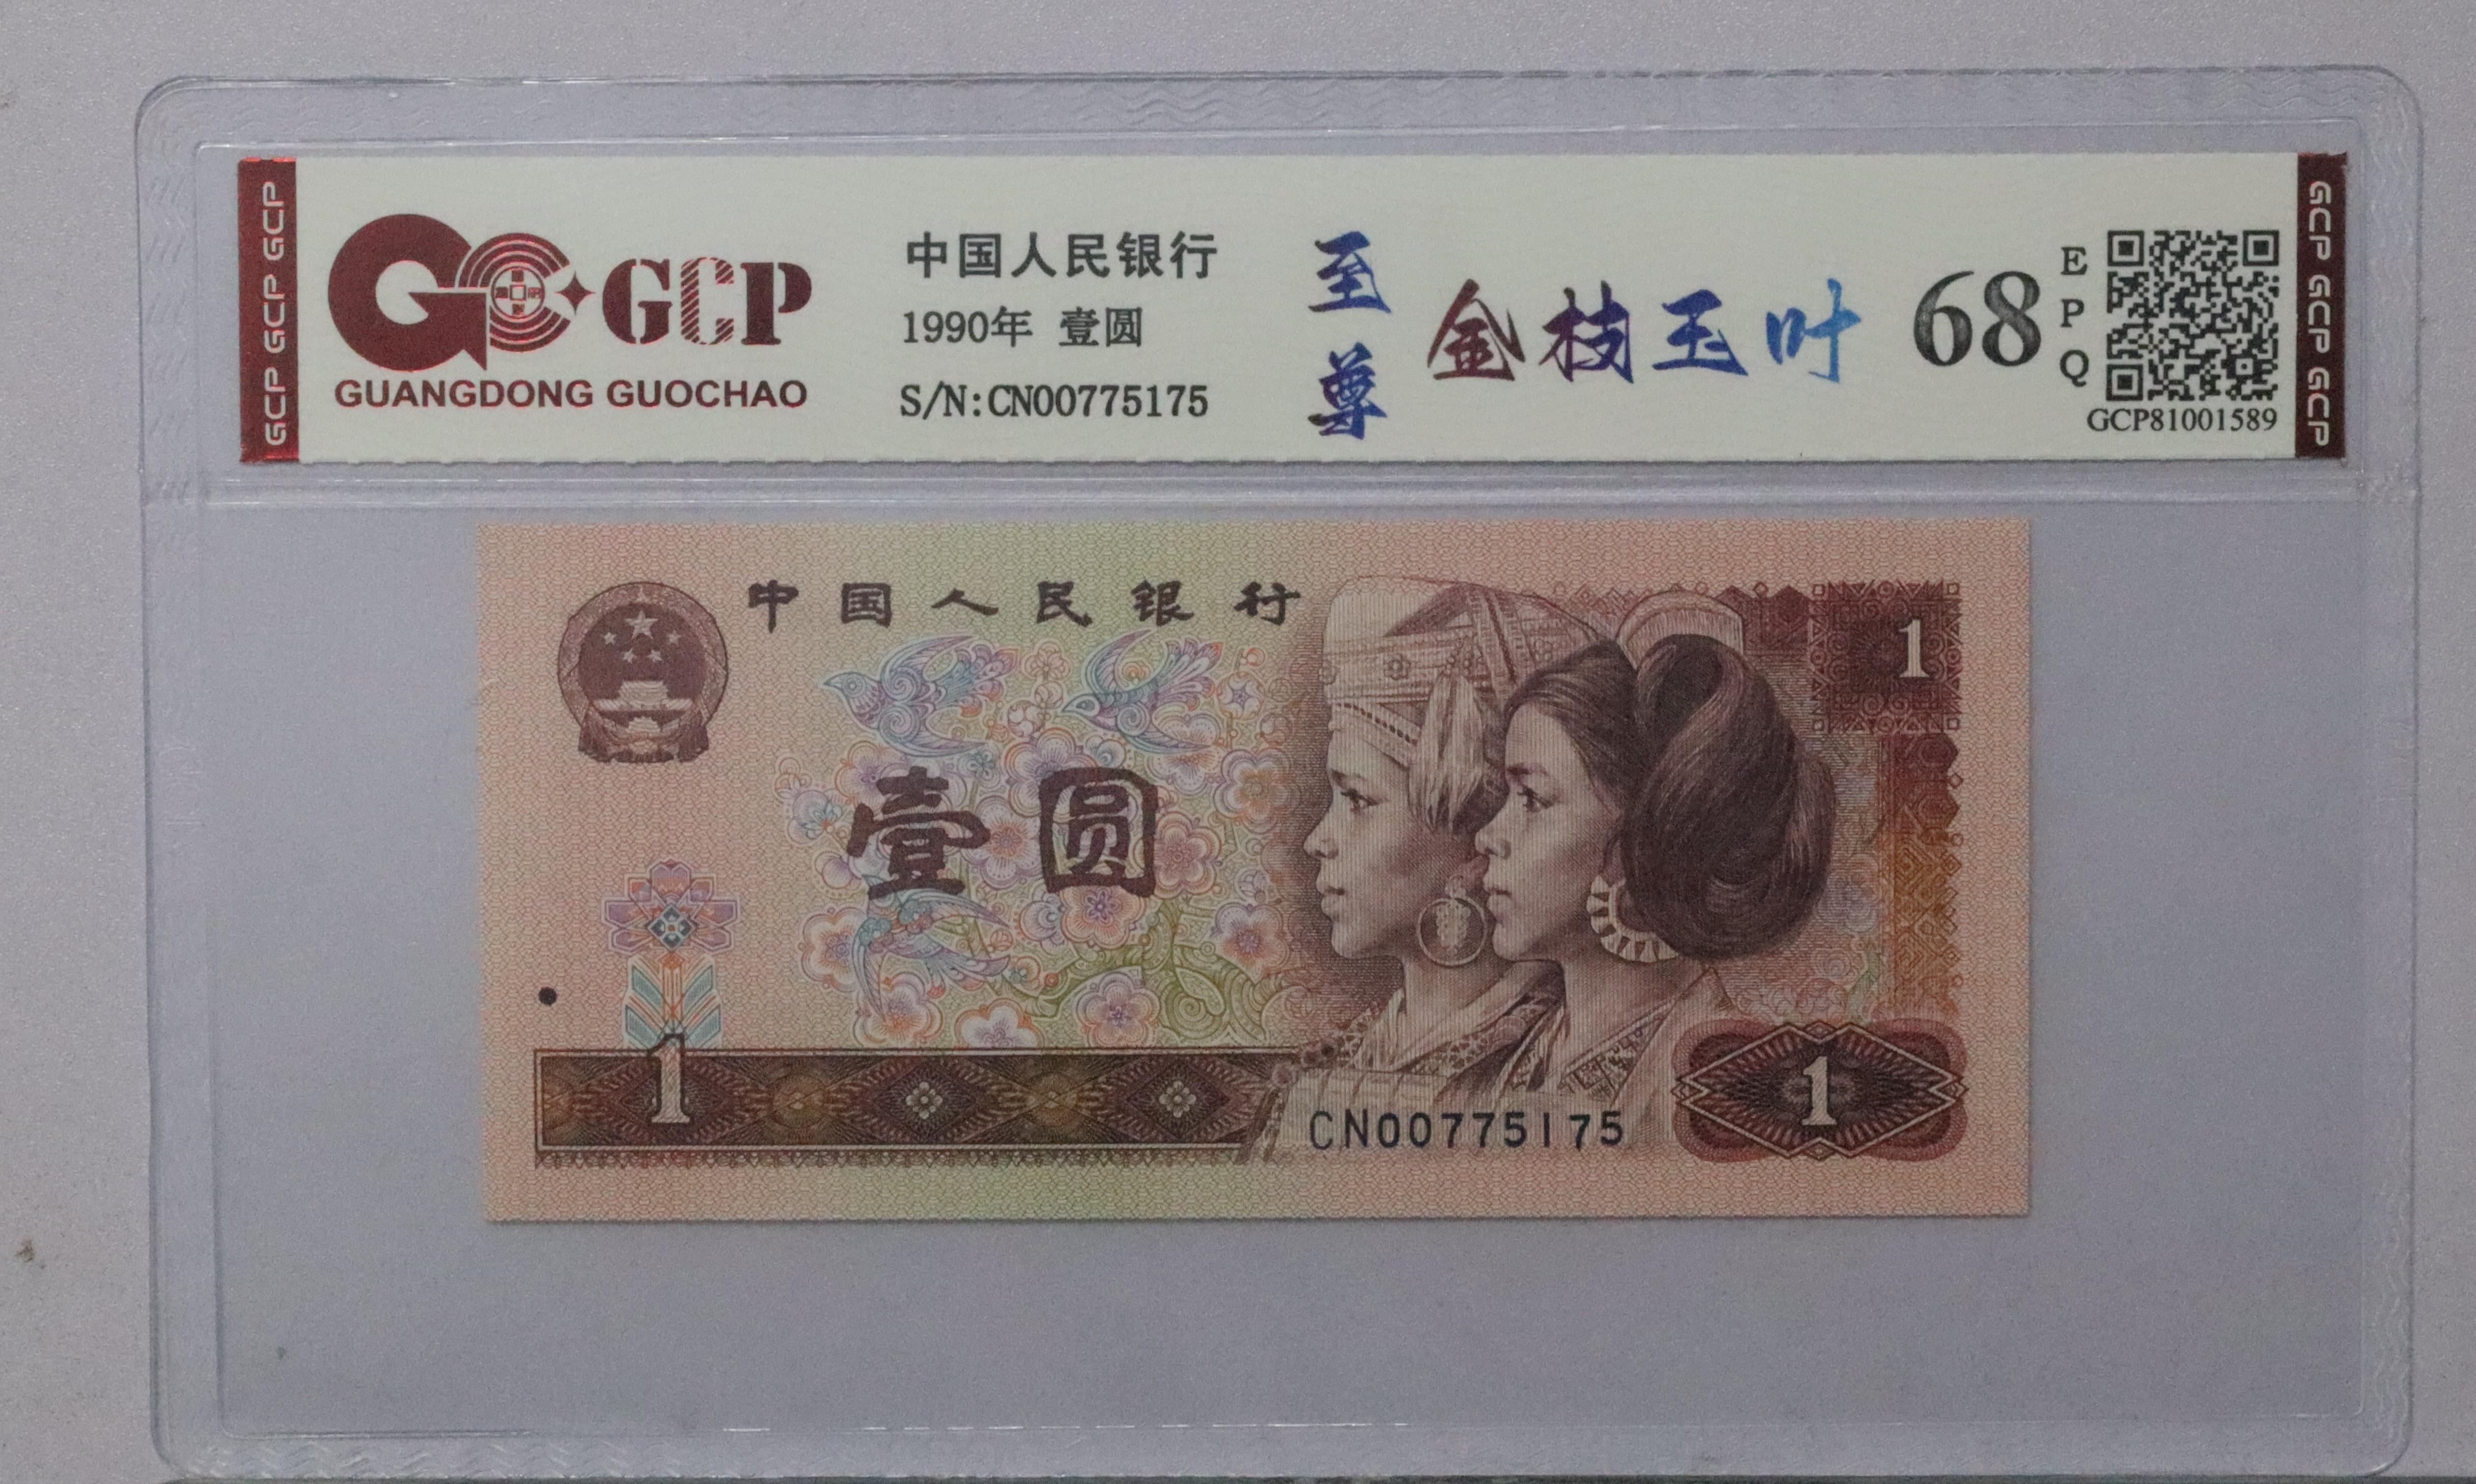 GCP GCP GCP
GCP
GUANGDONG GUOCHAO
中国人民银行
1990年 壹圆
S/N:CN00775175
至尊
金枝玉叶
68
EPQ
GCP81001589
GCP GCP GCP
中国人民银行
1
壹圆
1
1
CN00775175